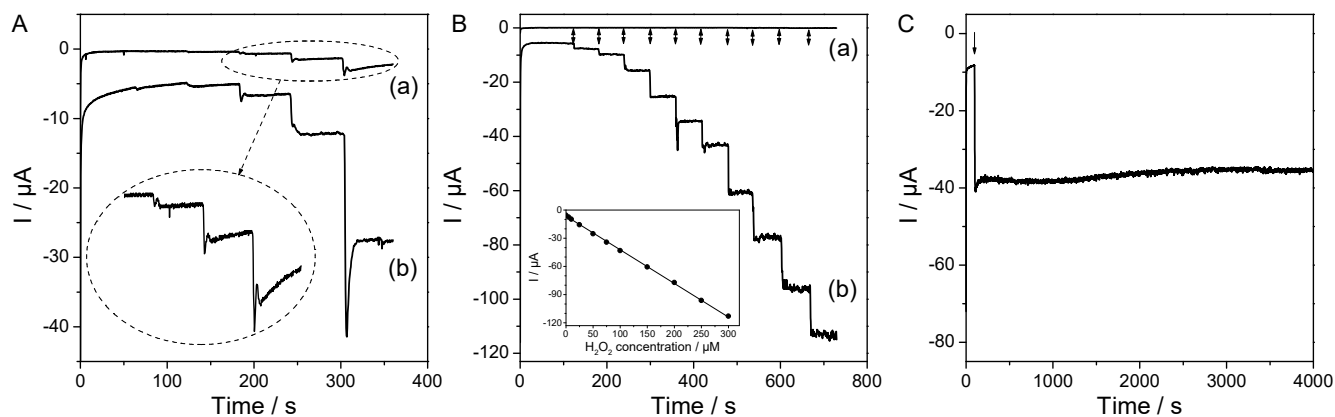 A
0
-10
-20
-30
-40
I / µA
0
100
200
300
400
Time / s
(a)
(b)
B
0
-20
-40
-60
-80
-100
-120
I / µA
0
200
400
600
800
Time / s
(a)
(b)
0
-30
-60
-90
-120
I / µA
0
50
100
150
200
250
300
H₂O₂ concentration / µM
C
0
-20
-40
-60
-80
I / µA
0
1000
2000
3000
4000
Time / s